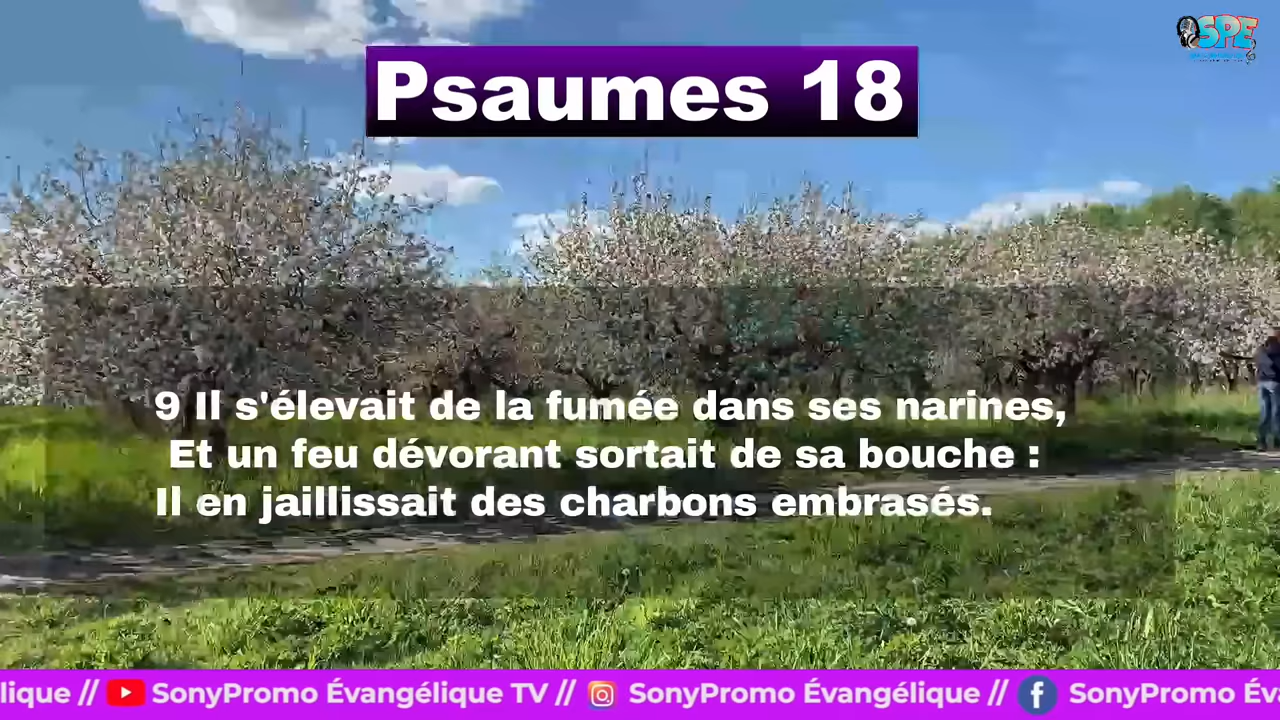 SPE
Psaumes 18
9 Il s'élevait de la fumée dans ses narines,
Et un feu dévorant sortait de sa bouche :
Il en jaillissait des charbons embrasés.
lique // SonyPromo Évangélique TV // SonyPromo Évangélique // SonyPromo Éva